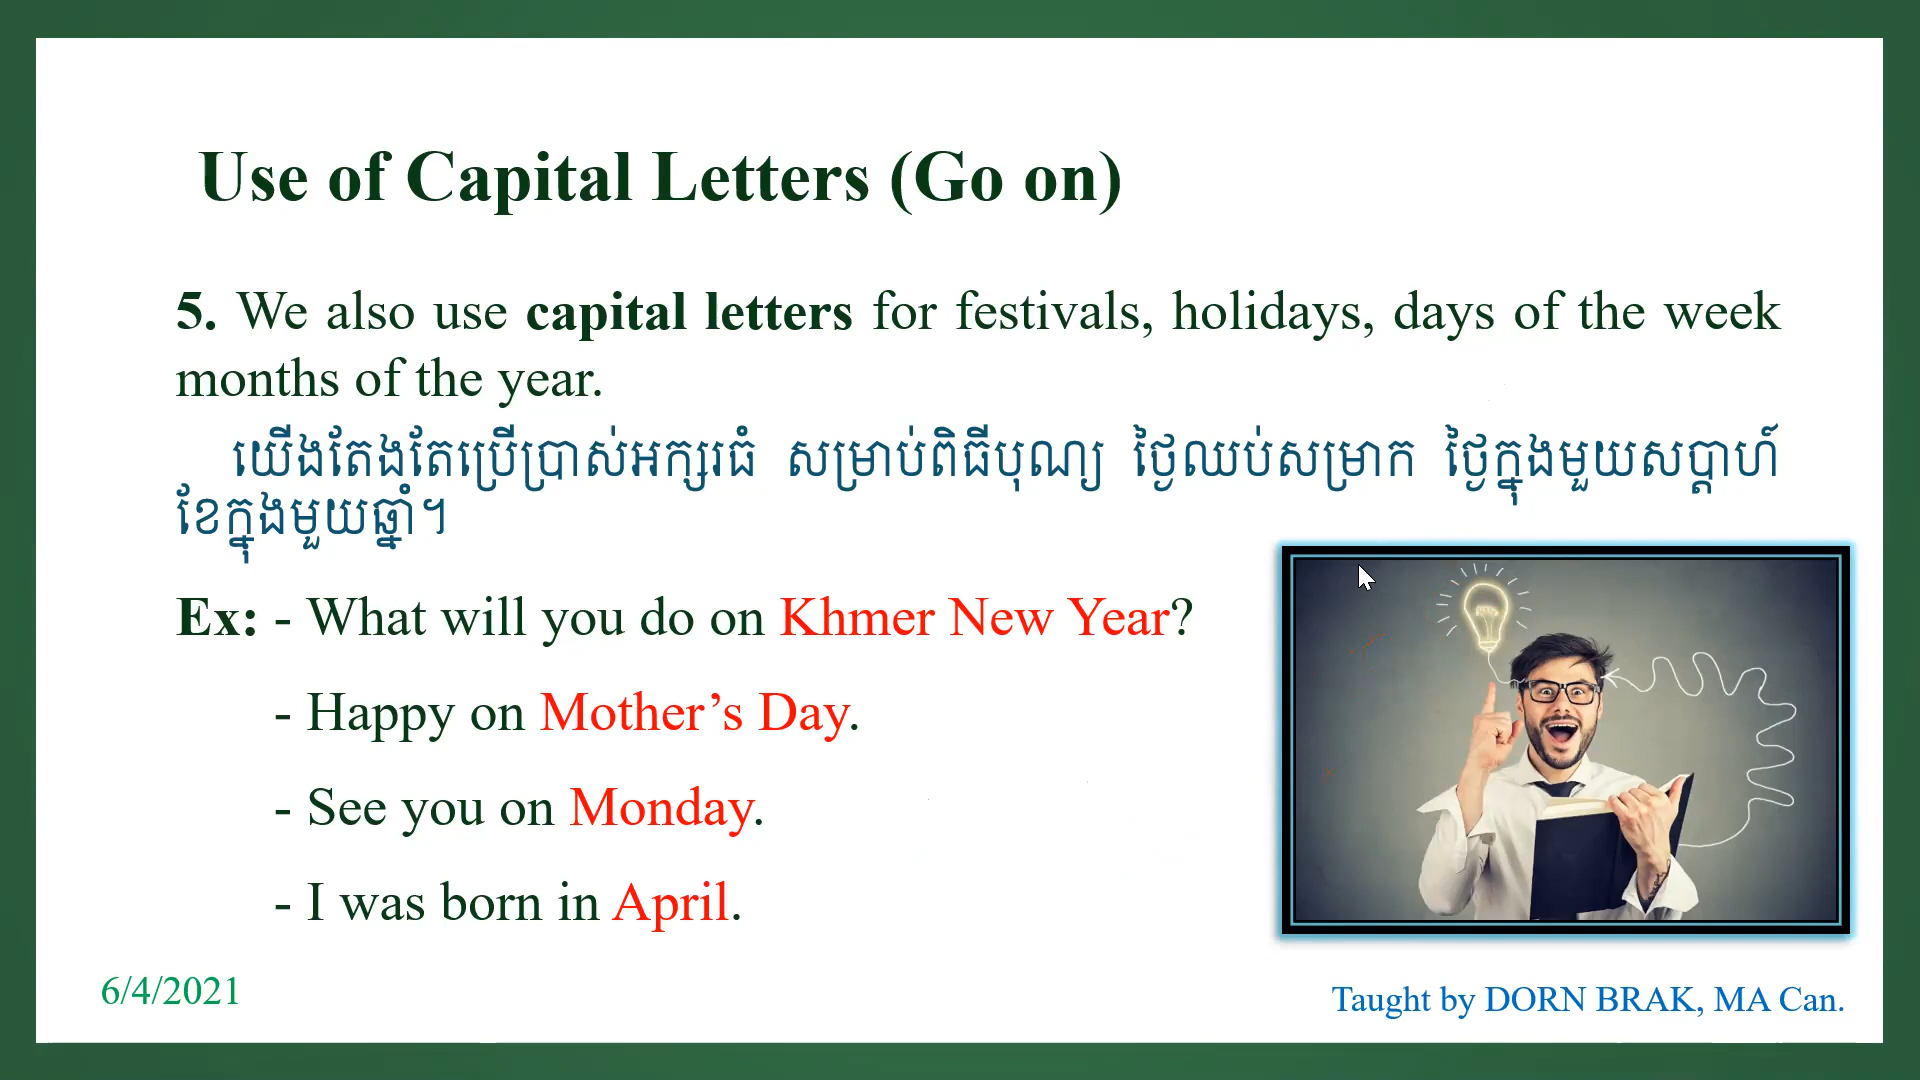 Use of Capital Letters (Go on)
5. We also use capital letters for festivals, holidays, days of the week
months of the year.
យើងតែងតែប្រើប្រាស់អក្សរធំ សម្រាប់ពិធីបុណ្យ ថ្ងៃឈប់សម្រាក ថ្ងៃក្នុងមួយសប្ដាហ៍
ខែក្នុងមួយឆ្នាំ។
Ex: - What will you do on Khmer New Year?
- Happy on Mother’s Day.
- See you on Monday.
- I was born in April.
6/4/2021
Taught by DORN BRAK, MA Can.